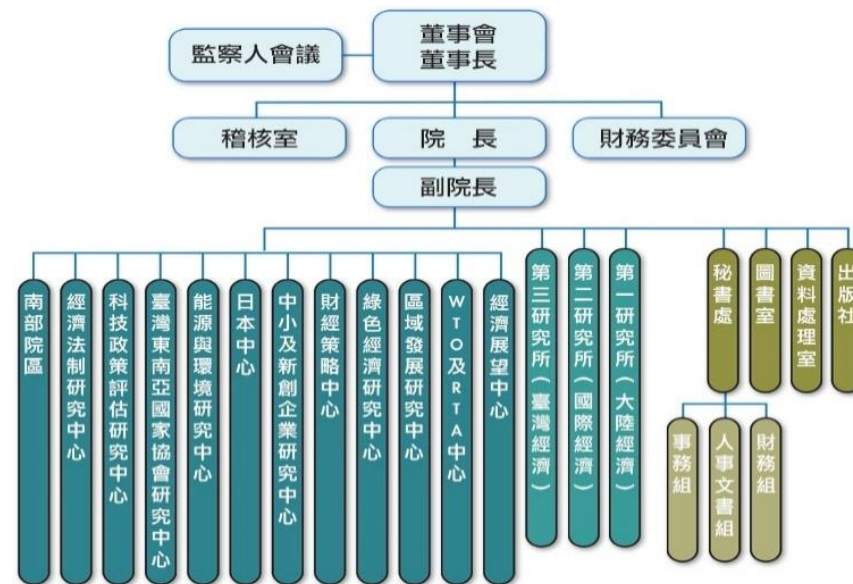 董事會
董事長
監察人會議
稽核室
院 長
財務委員會
副院長
南部院區
經濟法制研究中心
科技政策評估研究中心
臺灣東南亞國家協會研究中心
能源與環境研究中心
日本中心
中小及新創企業研究中心
財經策略中心
綠色經濟研究中心
區域發展研究中心
WTO及RTA中心
經濟展望中心
第三研究所(臺灣經濟)
第二研究所(國際經濟)
第一研究所(大陸經濟)
秘書處
圖書室
資料處理室
出版社
事務組
人事文書組
財務組